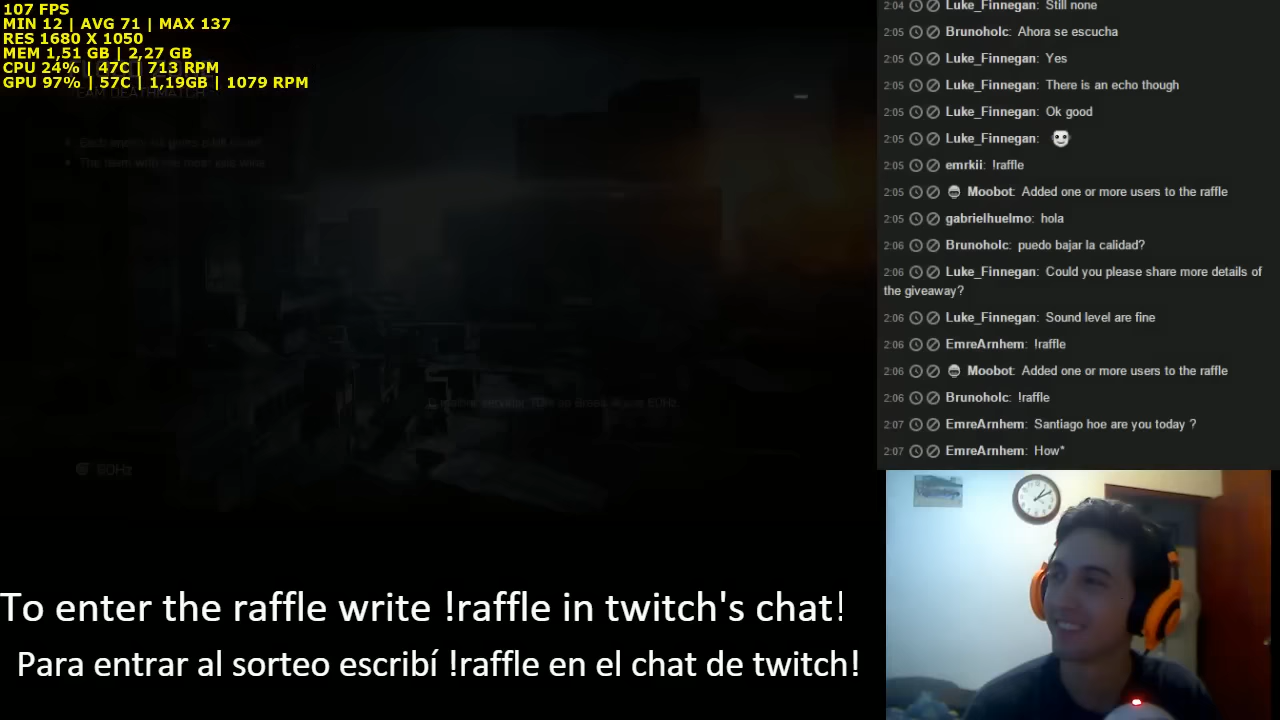 107 FPS
MIN 12 | AVG 71 | MAX 137
RES 1680 X 1050
MEM 1,51 GB | 2,27 GB
CPU 24% | 47C | 713 RPM
GPU 97% | 57C | 1,19GB | 1079 RPM
EAM DEATHMATCH
60Hz
2:04 Luke_Finnegan: Still none
2:05 Brunoholc: Ahora se escucha
2:05 Luke_Finnegan: Yes
2:05 Luke_Finnegan: There is an echo though
2:05 Luke_Finnegan: Ok good
2:05 Luke_Finnegan:
2:05 emrkii: !raffle
2:05 Moobot: Added one or more users to the raffle
2:05 gabrielhuelmo: hola
2:06 Brunoholc: puedo bajar la calidad?
2:06 Luke_Finnegan: Could you please share more details of
the giveaway?
2:06 Luke_Finnegan: Sound level are fine
2:06 EmreArnhem: !raffle
2:06 Moobot: Added one or more users to the raffle
2:06 Brunoholc: !raffle
2:07 EmreArnhem: Santiago hoe are you today ?
2:07 EmreArnhem: How*
To enter the raffle write !raffle in twitch's chat!
Para entrar al sorteo escribí !raffle en el chat de twitch!